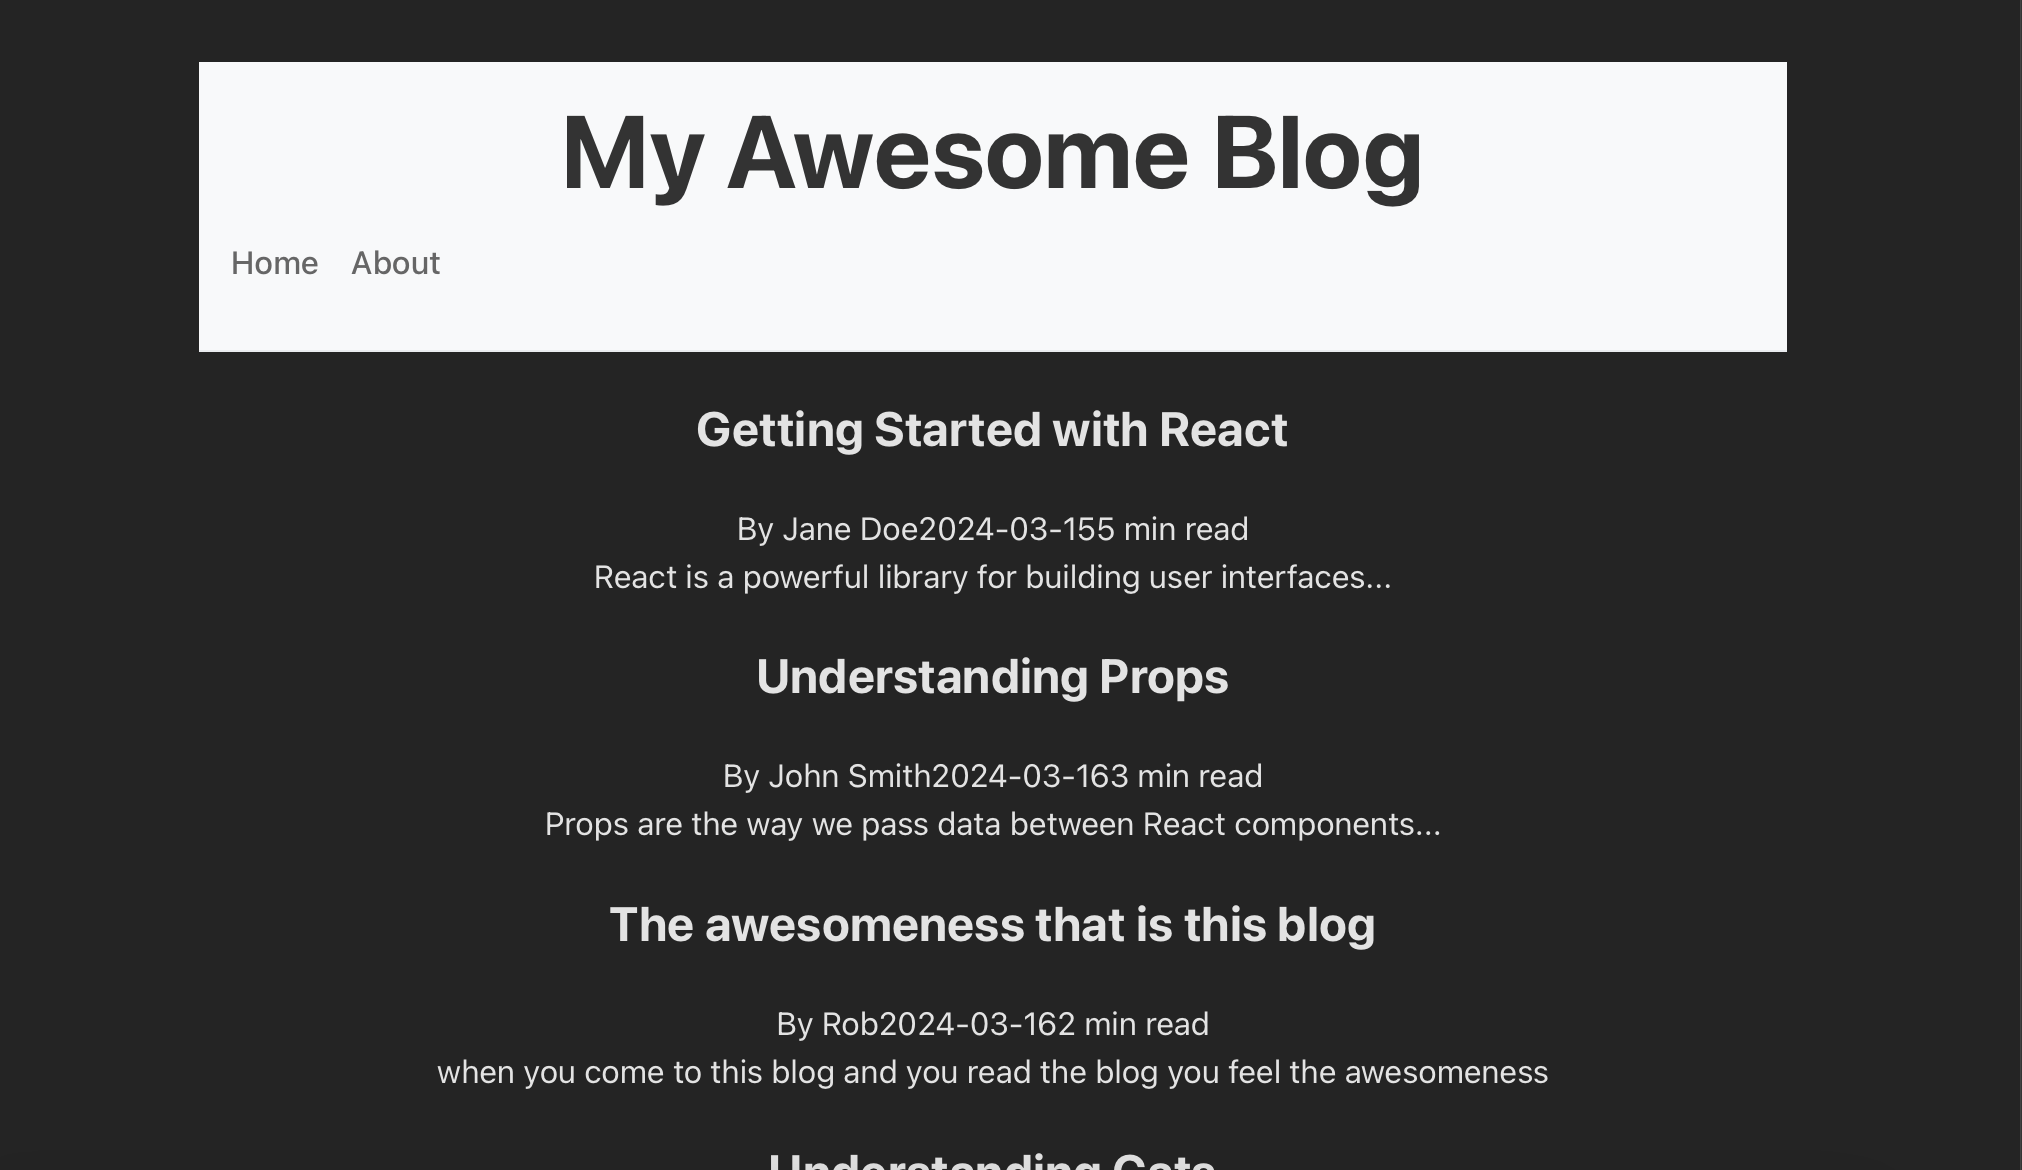 My Awesome Blog
Home About
Getting Started with React
By Jane Doe2024-03-155 min read
React is a powerful library for building user interfaces...
Understanding Props
By John Smith2024-03-163 min read
Props are the way we pass data between React components...
The awesomeness that is this blog
By Rob2024-03-162 min read
when you come to this blog and you read the blog you feel the awesomeness
Understanding Cats